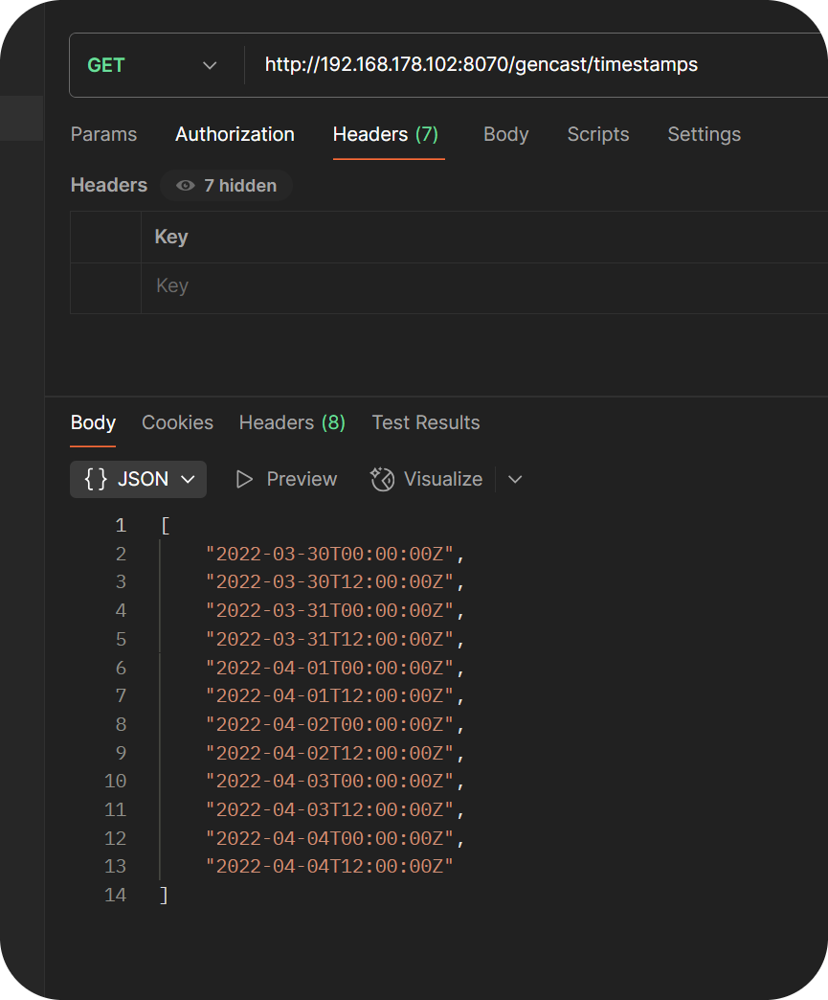 GET http://192.168.178.102:8070/gencast/timestamps
Params Authorization Headers (7) Body Scripts Settings
Headers 7 hidden
Key
Key
Body Cookies Headers (8) Test Results
{ } JSON Preview Visualize
1 [
2 "2022-03-30T00:00:00Z",
3 "2022-03-30T12:00:00Z",
4 "2022-03-31T00:00:00Z",
5 "2022-03-31T12:00:00Z",
6 "2022-04-01T00:00:00Z",
7 "2022-04-01T12:00:00Z",
8 "2022-04-02T00:00:00Z",
9 "2022-04-02T12:00:00Z",
10 "2022-04-03T00:00:00Z",
11 "2022-04-03T12:00:00Z",
12 "2022-04-04T00:00:00Z",
13 "2022-04-04T12:00:00Z"
14 ]